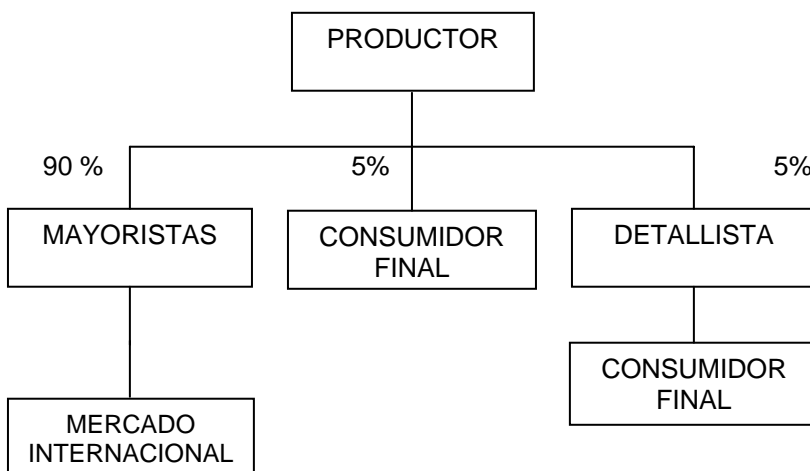 PRODUCTOR
90 %
5%
5%
MAYORISTAS
CONSUMIDOR
FINAL
DETALLISTA
CONSUMIDOR
FINAL
MERCADO
INTERNACIONAL